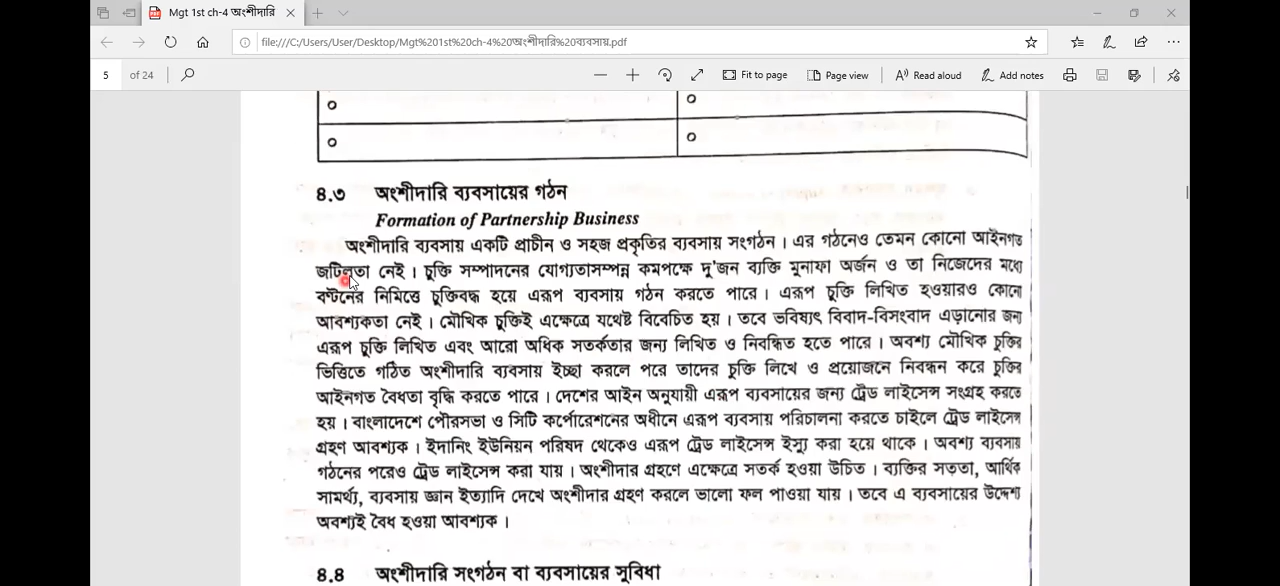 Mgt 1st ch-4 অংশীদারি
file:///C:/Users/User/Desktop/Mgt%201st%20ch-4%20অংশীদারি%20ব্যবসায়.pdf
5 of 24 Fit to page Page view Read aloud Add notes
৪.৩ অংশীদারি ব্যবসায়ের গঠন
Formation of Partnership Business
অংশীদারি ব্যবসায় একটি প্রাচীন ও সহজ প্রকৃতির ব্যবসায় সংগঠন। এর গঠনেও তেমন কোনো আইনগত
জটিলতা নেই। চুক্তি সম্পাদনের যোগ্যতাসম্পন্ন কমপক্ষে দু'জন ব্যক্তি মুনাফা অর্জন ও তা নিজেদের মধ্যে
বণ্টনের নিমিত্তে চুক্তিবদ্ধ হয়ে এরূপ ব্যবসায় গঠন করতে পারে। এরূপ চুক্তি লিখিত হওয়ারও কোনো
আবশ্যকতা নেই। মৌখিক চুক্তিই এক্ষেত্রে যথেষ্ট বিবেচিত হয়। তবে ভবিষ্যৎ বিবাদ-বিসংবাদ এড়ানোর জন্য
এরূপ চুক্তি লিখিত এবং আরো অধিক সতর্কতার জন্য লিখিত ও নিবন্ধিত হতে পারে। অবশ্য মৌখিক চুক্তির
ভিত্তিতে গঠিত অংশীদারি ব্যবসায় ইচ্ছা করলে পরে তাদের চুক্তি লিখে ও প্রয়োজনে নিবন্ধন করে চুক্তির
আইনগত বৈধতা বৃদ্ধি করতে পারে। দেশের আইন অনুযায়ী এরূপ ব্যবসায়ের জন্য ট্রেড লাইসেন্স সংগ্রহ করতে
হয়। বাংলাদেশে পৌরসভা ও সিটি কর্পোরেশনের অধীনে এরূপ ব্যবসায় পরিচালনা করতে চাইলে ট্রেড লাইসেন্স
গ্রহণ আবশ্যক। ইদানিং ইউনিয়ন পরিষদ থেকেও এরূপ ট্রেড লাইসেন্স ইস্যু করা হয়ে থাকে। অবশ্য ব্যবসায়
গঠনের পরেও ট্রেড লাইসেন্স করা যায়। অংশীদার গ্রহণে এক্ষেত্রে সতর্ক হওয়া উচিত। ব্যক্তির সততা, আর্থিক
সামর্থ্য, ব্যবসায় জ্ঞান ইত্যাদি দেখে অংশীদার গ্রহণ করলে ভালো ফল পাওয়া যায়। তবে এ ব্যবসায়ের উদ্দেশ্য
অবশ্যই বৈধ হওয়া আবশ্যক।
৪.৪ অংশীদারি সংগঠন বা ব্যবসায়ের সুবিধা